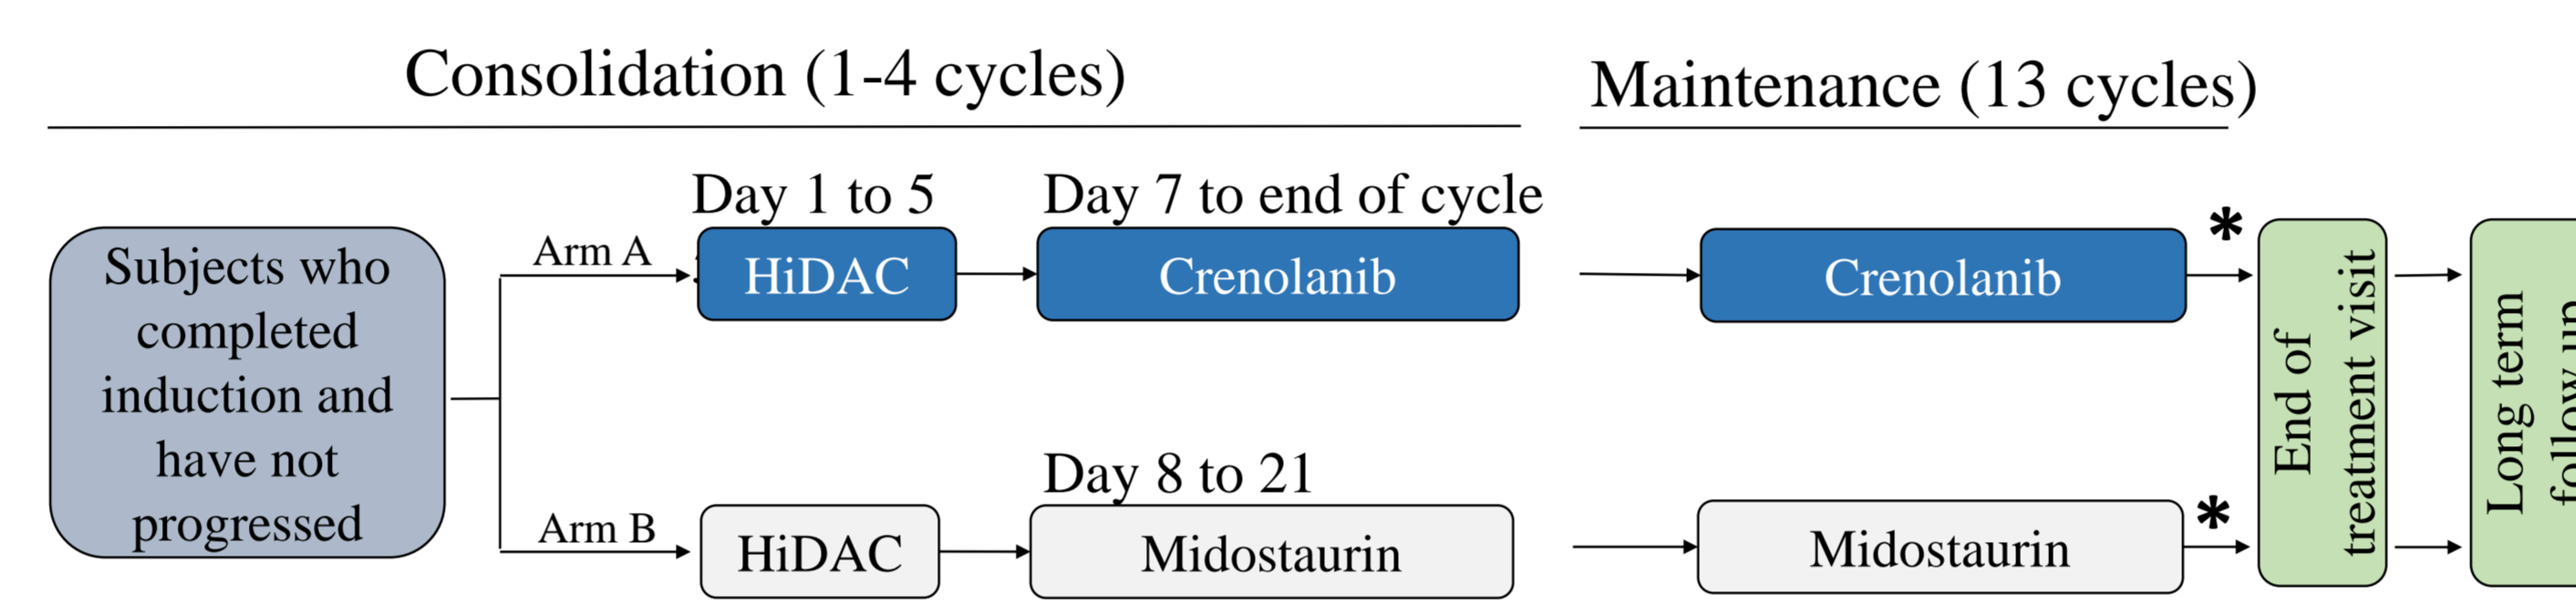 Consolidation (1-4 cycles)
Maintenance (13 cycles)
Day 1 to 5
Day 7 to end of cycle
Subjects who
completed
induction and
have not
progressed
Arm A
HiDAC
Crenolanib
Crenolanib
*
Day 8 to 21
Arm B
HiDAC
Midostaurin
Midostaurin
*
End of
treatment visit
Long term
follow up